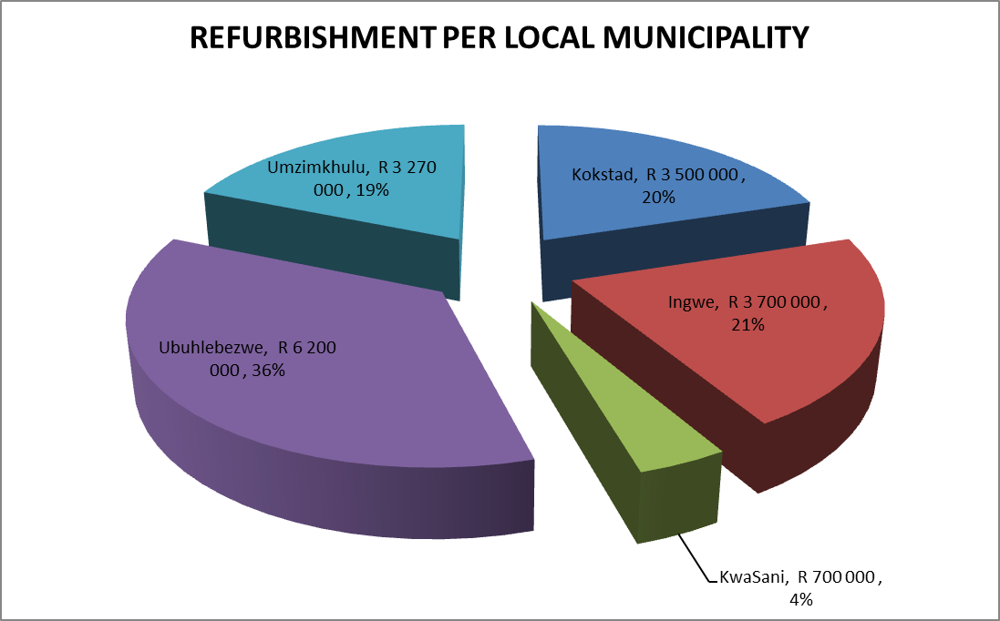 REFURBISHMENT PER LOCAL MUNICIPALITY
Umzimkhulu, R 3 270
000 , 19%
Kokstad, R 3 500 000 ,
20%
Ingwe, R 3 700 000 ,
21%
Ubuhlebezwe, R 6 200
000 , 36%
KwaSani, R 700 000 ,
4%